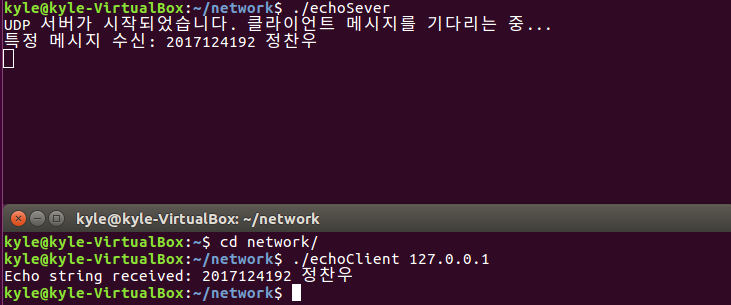 kyle@kyle-VirtualBox:~/network$ ./echoSever
UDP 서버가 시작되었습니다. 클라이언트 메시지를 기다리는 중...
특정 메시지 수신: 2017124192 정찬우
kyle@kyle-VirtualBox: ~/network
kyle@kyle-VirtualBox:~$ cd network/
kyle@kyle-VirtualBox:~/network$ ./echoClient 127.0.0.1
Echo string received: 2017124192 정찬우
kyle@kyle-VirtualBox:~/network$